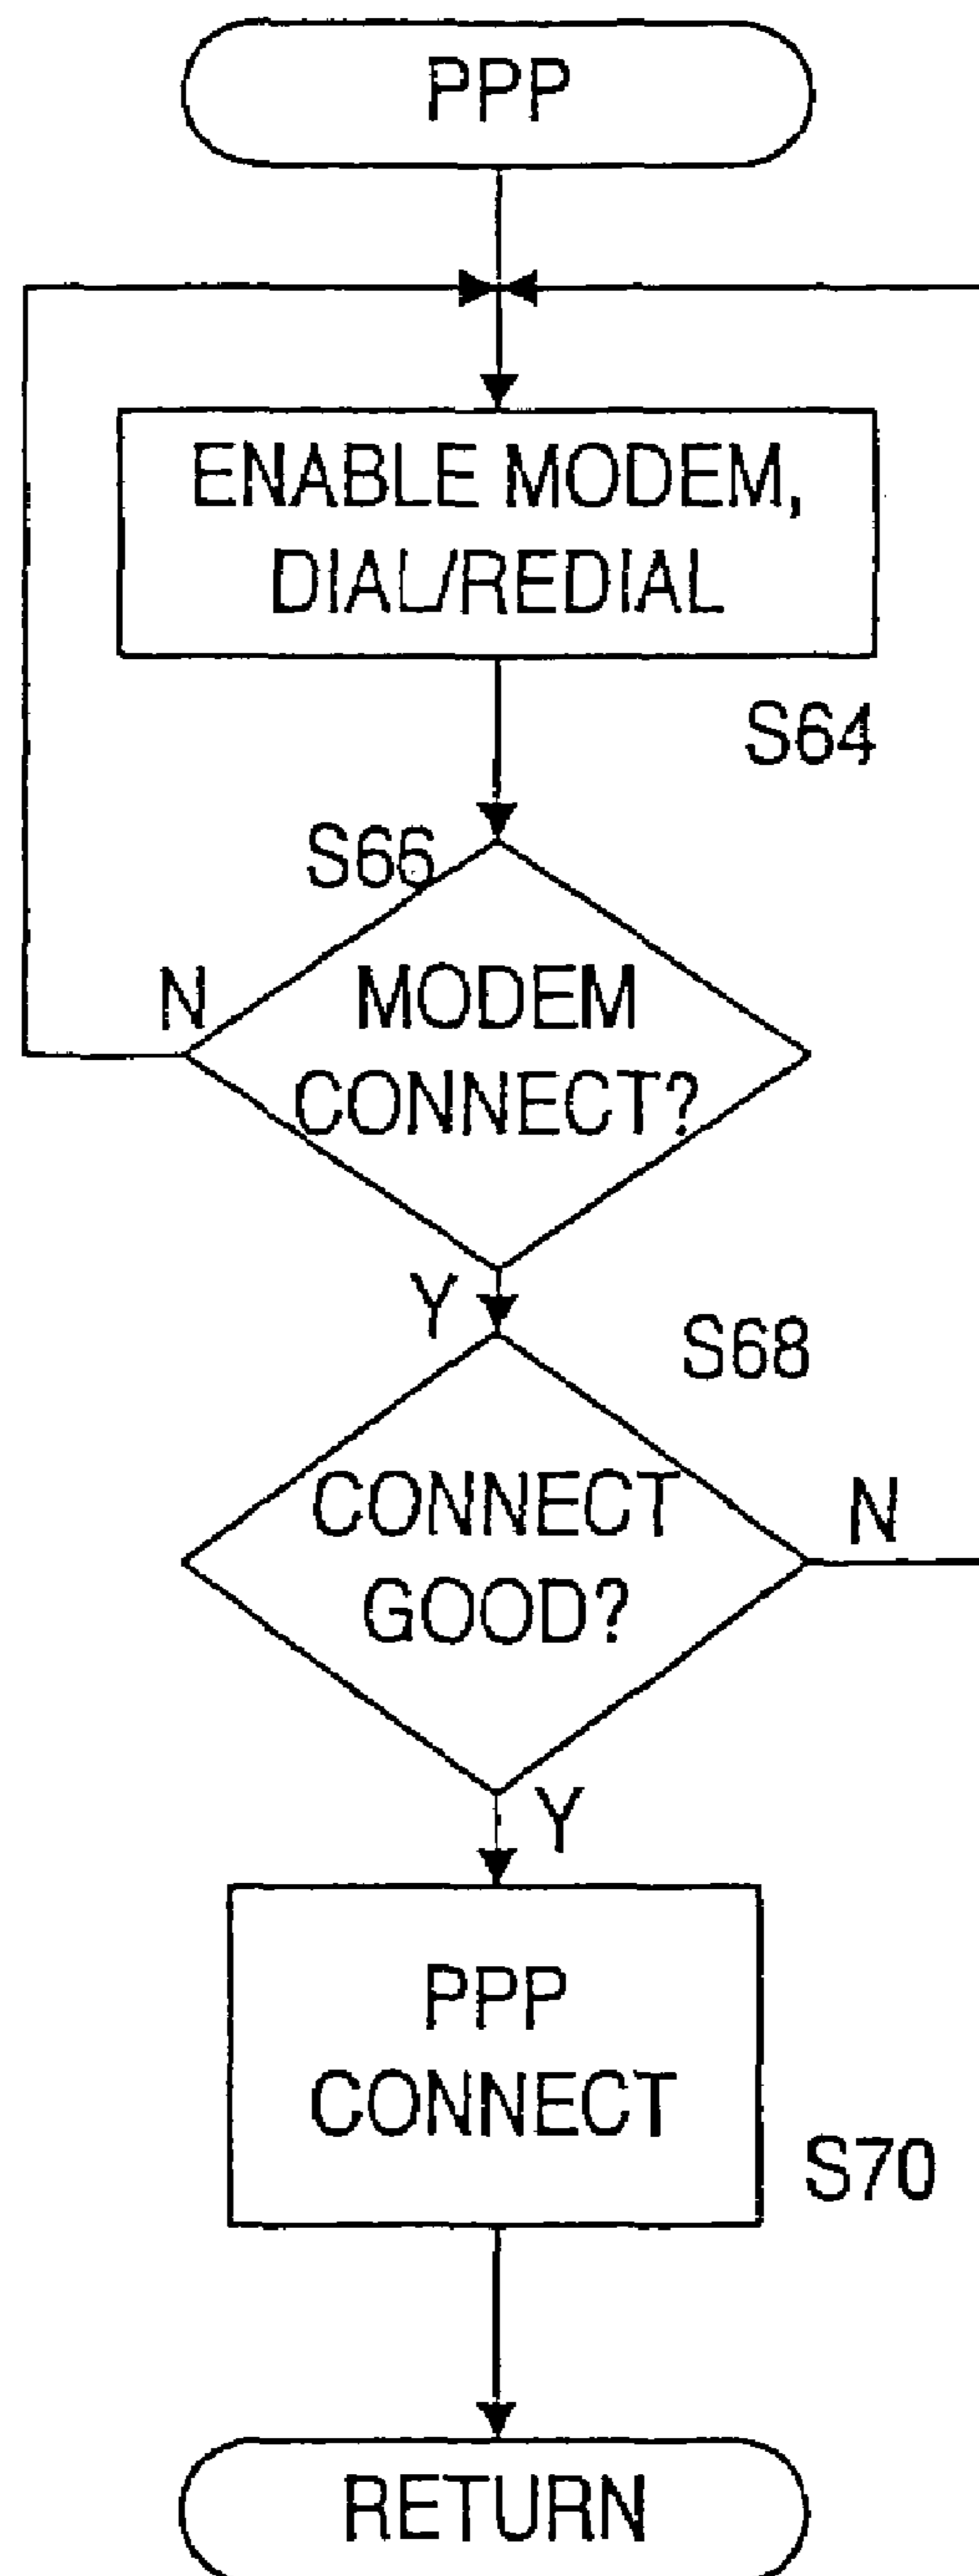 PPP
ENABLE MODEM,
DIAL/REDIAL
S64
S66
N
MODEM
CONNECT?
Y
S68
CONNECT
N
GOOD?
Y
PPP
CONNECT
S70
RETURN